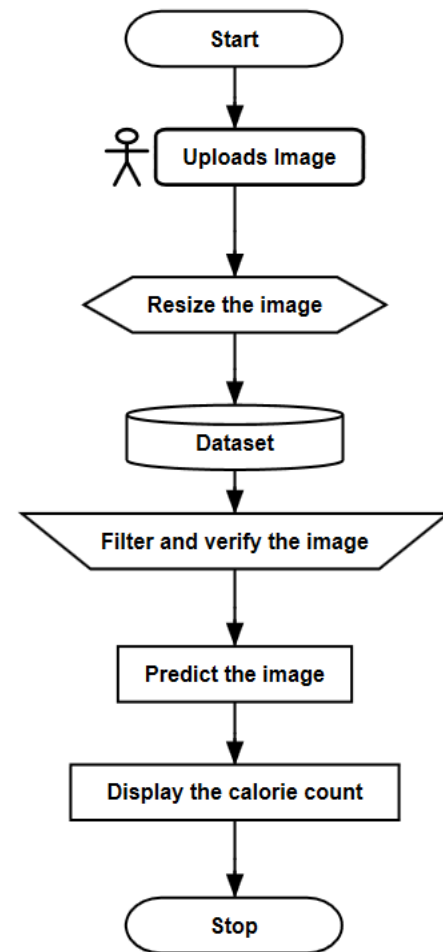 Start
Uploads Image
Resize the image
Dataset
Filter and verify the image
Predict the image
Display the calorie count
Stop